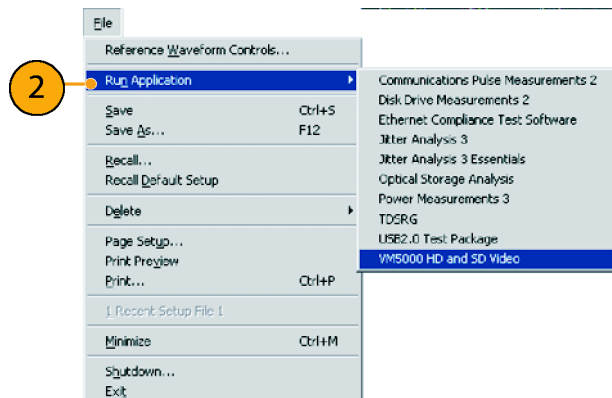 File
Reference Waveform Controls...
2
Run Application
Save Ctrl+S
Save As... F12
Recall...
Recall Default Setup
Delete
Page Setup...
Print Preview
Print... Ctrl+P
1 Recent Setup File 1
Minimize Ctrl+M
Shutdown...
Exit
Communications Pulse Measurements 2
Disk Drive Measurements 2
Ethernet Compliance Test Software
Jitter Analysis 3
Jitter Analysis 3 Essentials
Optical Storage Analysis
Power Measurements 3
TDSRG
USB2.0 Test Package
VM5000 HD and SD Video